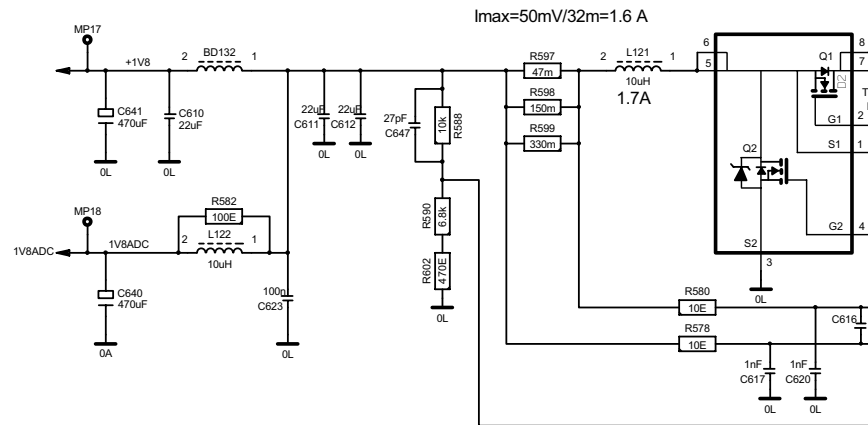 Imax=50mV/32m=1.6 A
MP17
+1V8
2 BD132 1
C641
470uF
C610
22uF
0L
0L
22uF
C611
22uF
C612
0L
0L
27pF
C647
10k
R588
R597
47m
R598
150m
R599
330m
2 L121 1
10uH
1.7A
6
5
Q1
D2
8
7
T
G1
2
S1
1
Q2
G2
4
S2
3
0L
MP18
1V8ADC
1V8ADC
R582
100E
2 L122 1
10uH
C640
470uF
0A
100n
C623
0L
R590
6.8k
R602
470E
0L
R580
10E
R578
10E
C616
1nF
C617
1nF
C620
0L
0L